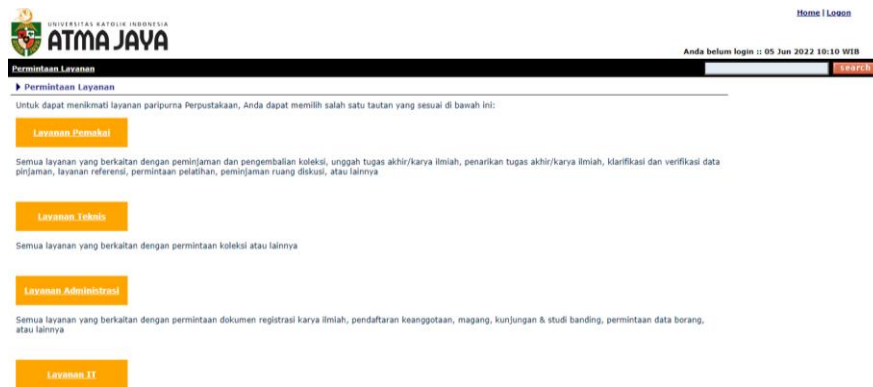 Home | Logon
UNIVERSITAS KATOLIK INDONESIA
ATMA JAYA
Anda belum login :: 05 Jun 2022 10:10 WIB
Permintaan Layanan
search
Permintaan Layanan
Untuk dapat menikmati layanan paripurna Perpustakaan, Anda dapat memilih salah satu tautan yang sesuai di bawah ini:
Layanan Pemakai
Semua layanan yang berkaitan dengan peminjaman dan pengembalian koleksi, unggah tugas akhir/karya ilmiah, penarikan tugas akhir/karya ilmiah, klarifikasi dan verifikasi data
pinjaman, layanan referensi, permintaan pelatihan, peminjaman ruang diskusi, atau lainnya
Layanan Teknis
Semua layanan yang berkaitan dengan permintaan koleksi atau lainnya
Layanan Administrasi
Semua layanan yang berkaitan dengan permintaan dokumen registrasi karya ilmiah, pendaftaran keanggotaan, magang, kunjungan & studi banding, permintaan data borang,
atau lainnya
Layanan IT